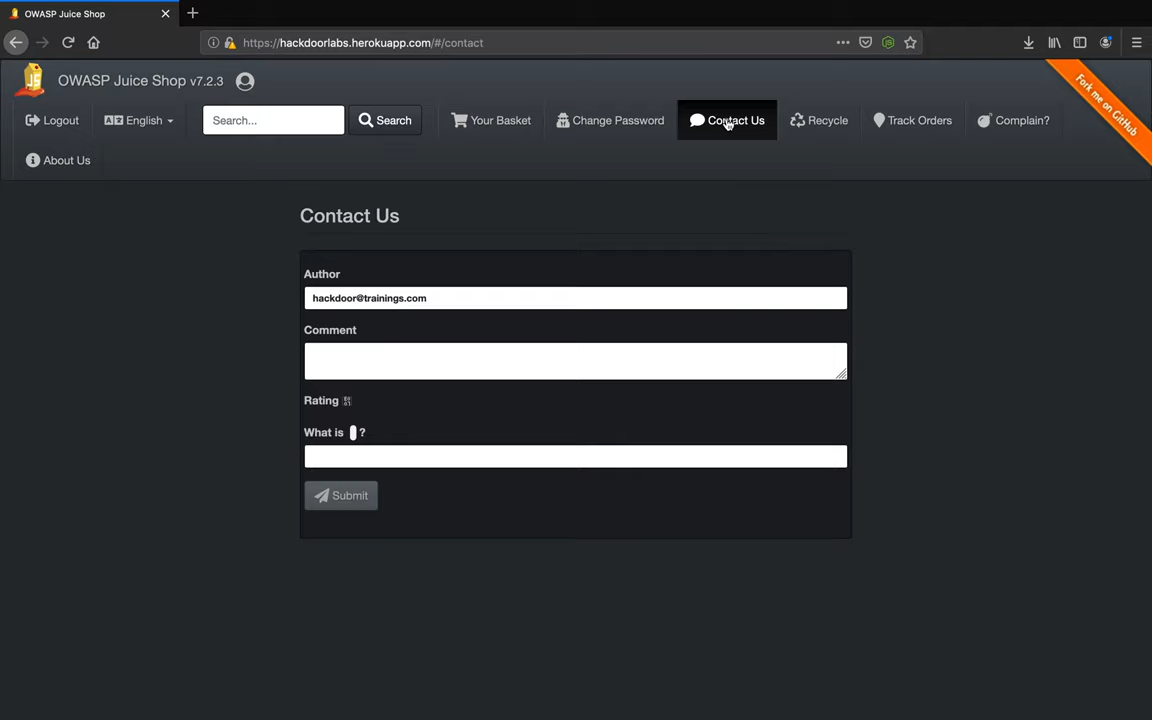 OWASP Juice Shop
https://hackdoorlabs.herokuapp.com/#/contact
OWASP Juice Shop v7.2.3
Fork me on GitHub
Logout English Search... Search Your Basket Change Password Contact Us Recycle Track Orders Complain?
About Us
Contact Us
Author
hackdoor@trainings.com
Comment
Rating
What is ?
Submit